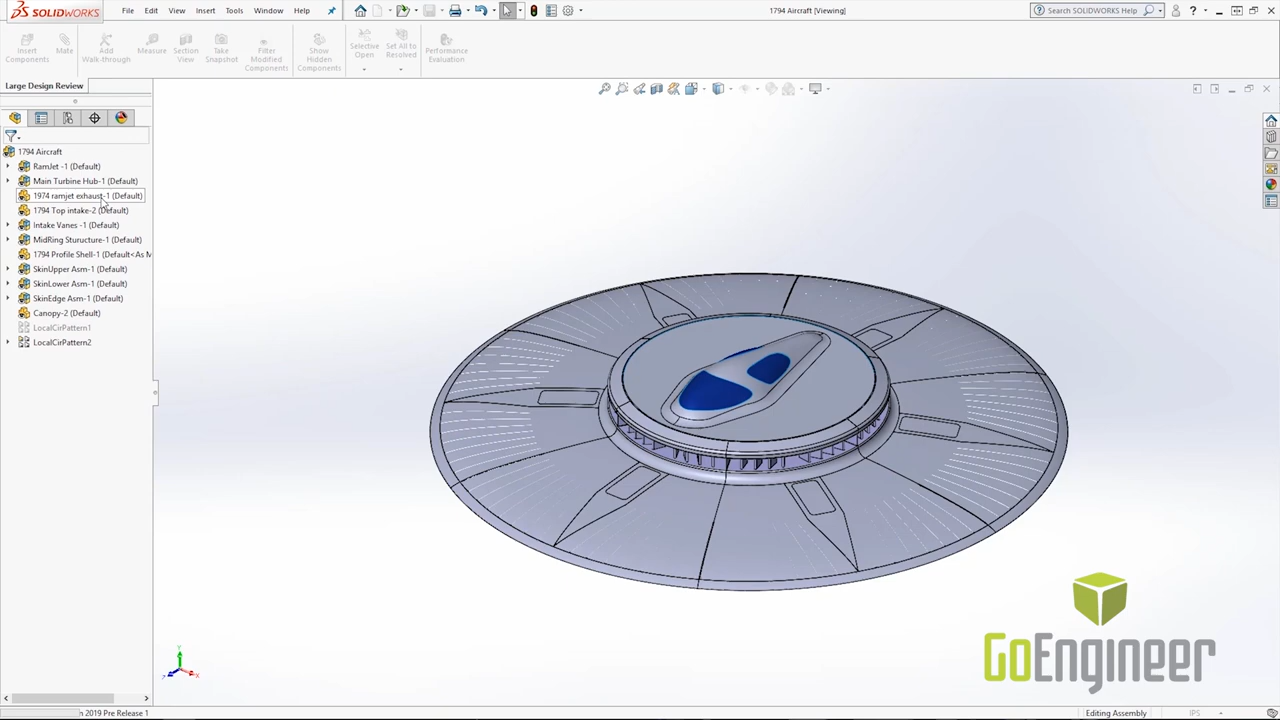 SOLIDWORKS
File Edit View Insert Tools Window
1794 Aircraft [Viewing]
Search SOLIDWORKS Help
Insert Components
Mate
Add Walk-through
Measure
Section View
Take Snapshot
Filter Modified Components
Show Hidden Components
Selective Open
Set All to Resolved
Performance Evaluation
Large Design Review
1794 Aircraft
RamJet -1 (Default)
Main Turbine Hub-1 (Default)
1974 ramjet exhaust-1 (Default)
1794 Top intake-2 (Default)
Intake Vanes -1 (Default)
MidRing Sturucture-1 (Default)
1794 Profile Shell-1 (Default<As M
SkinUpper Asm-1 (Default)
SkinLower Asm-1 (Default)
SkinEdge Asm-1 (Default)
Canopy-2 (Default)
LocalCirPattern1
LocalCirPattern2
Y
X
Z
GoEngineer
n 2019 Pre Release 1
Editing Assembly
IPS